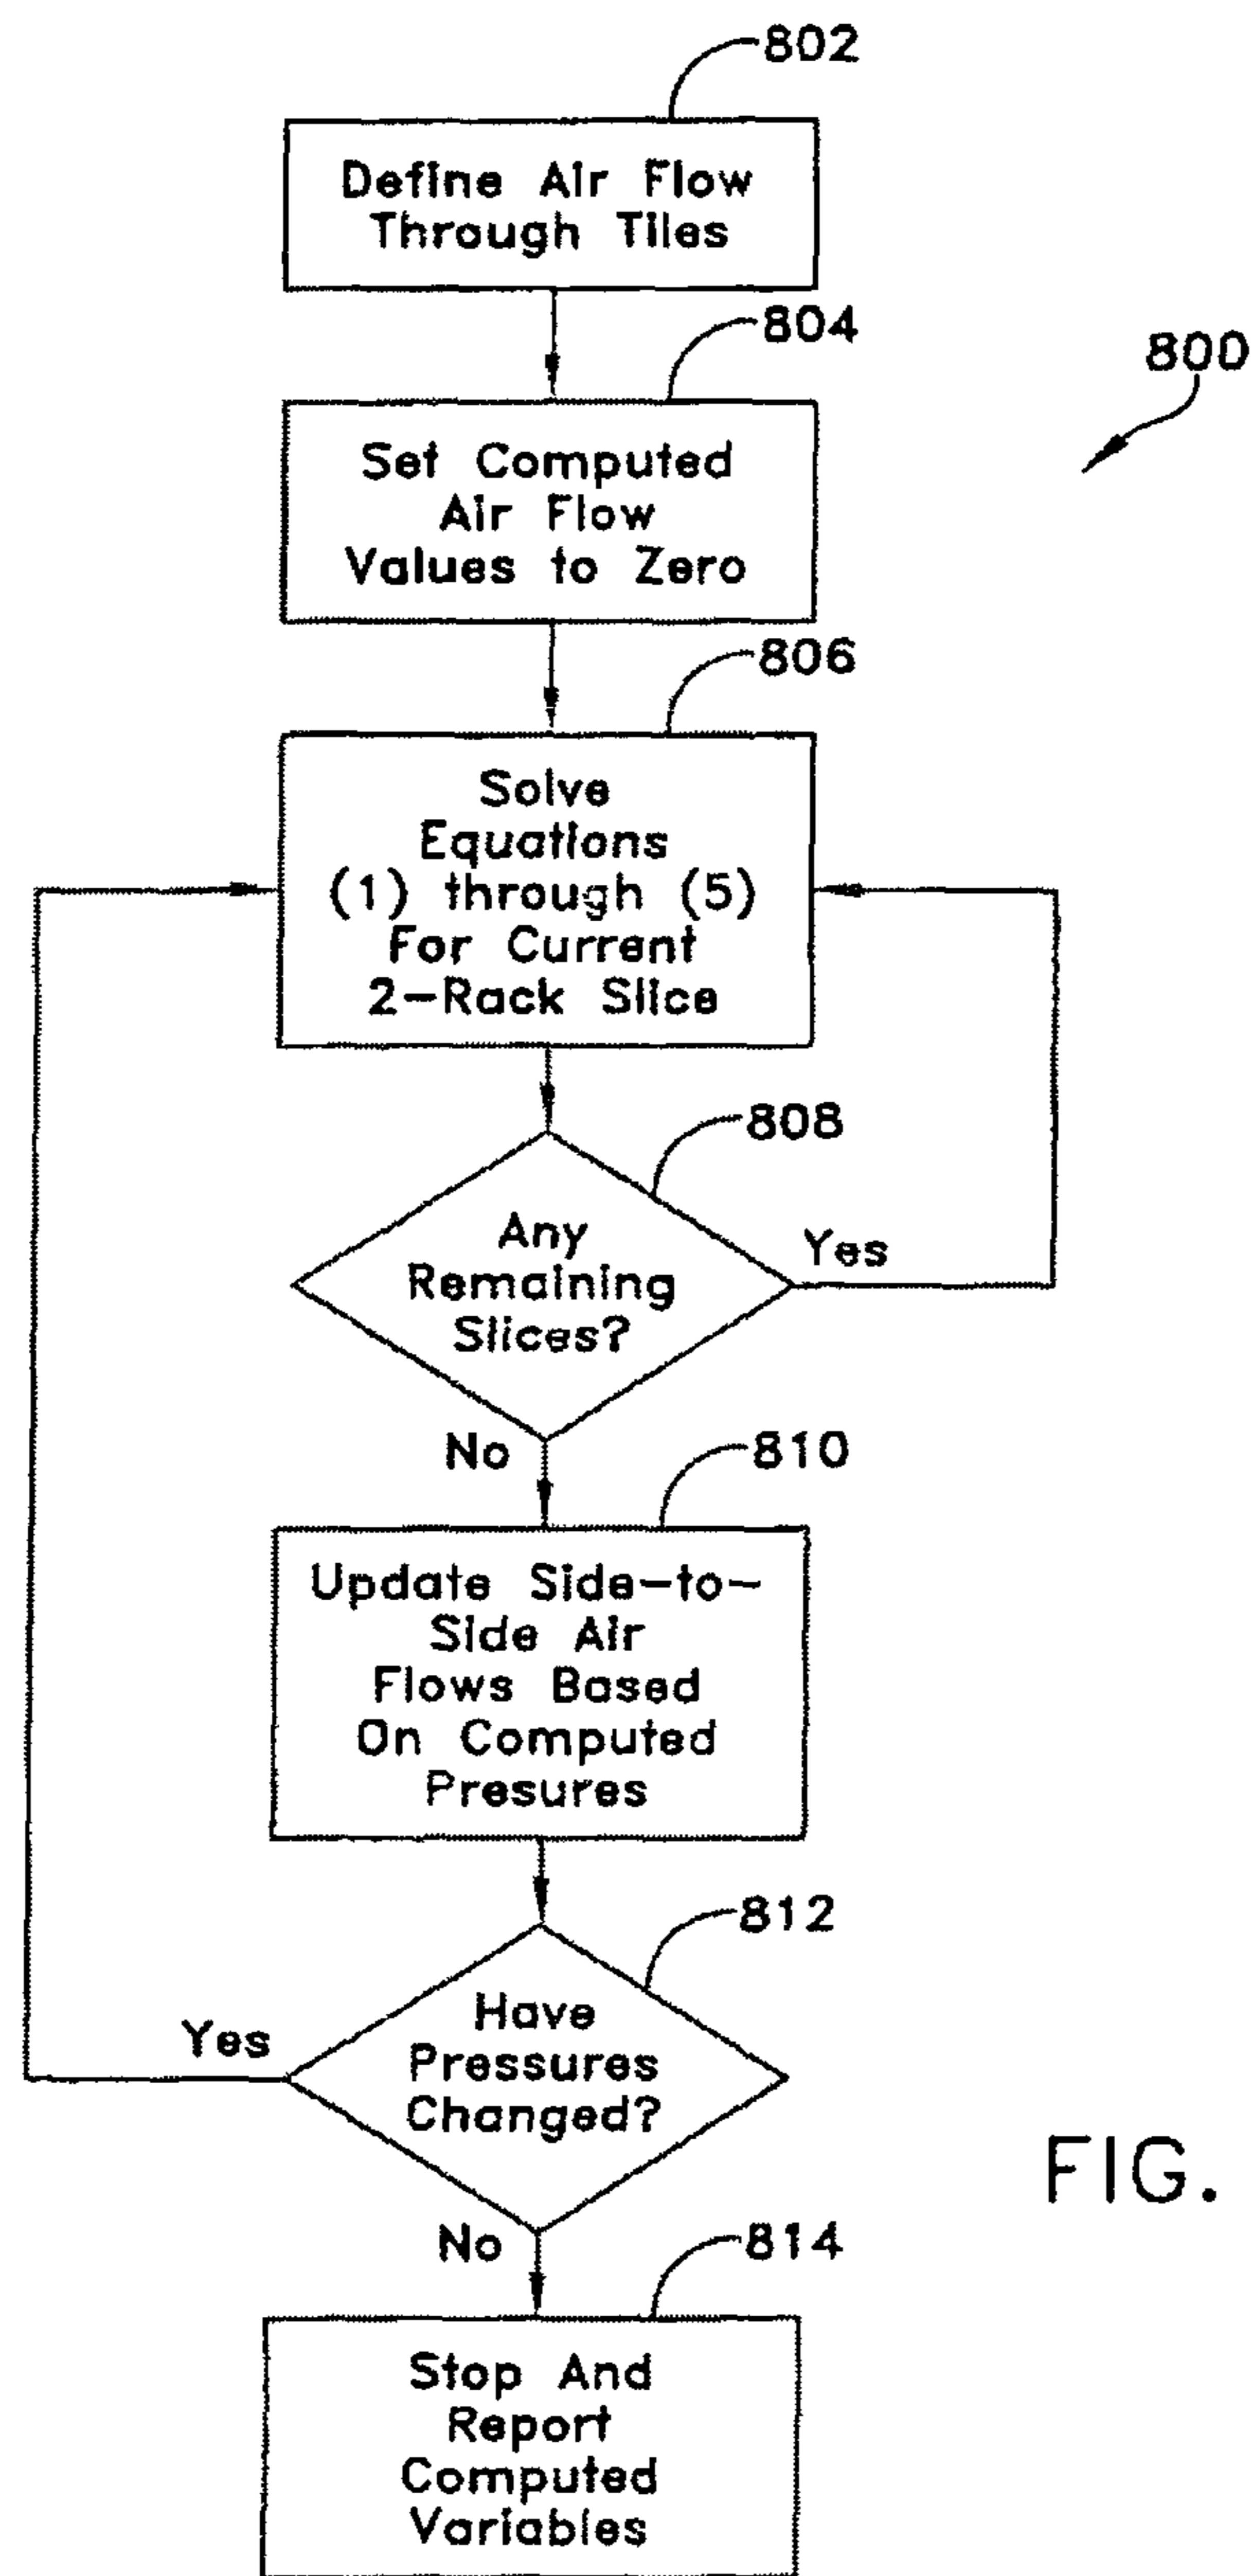 802
Define Air Flow
Through Tiles
804
800
Set Computed
Air Flow
Values to Zero
806
Solve
Equations
(1) through (5)
For Current
2-Rack Slice
808
Any
Remaining
Slices?
Yes
No
810
Update Side-to-
Side Air
Flows Based
On Computed
Presures
812
Have
Pressures
Changed?
Yes
No
814
Stop And
Report
Computed
Variables
FIG.